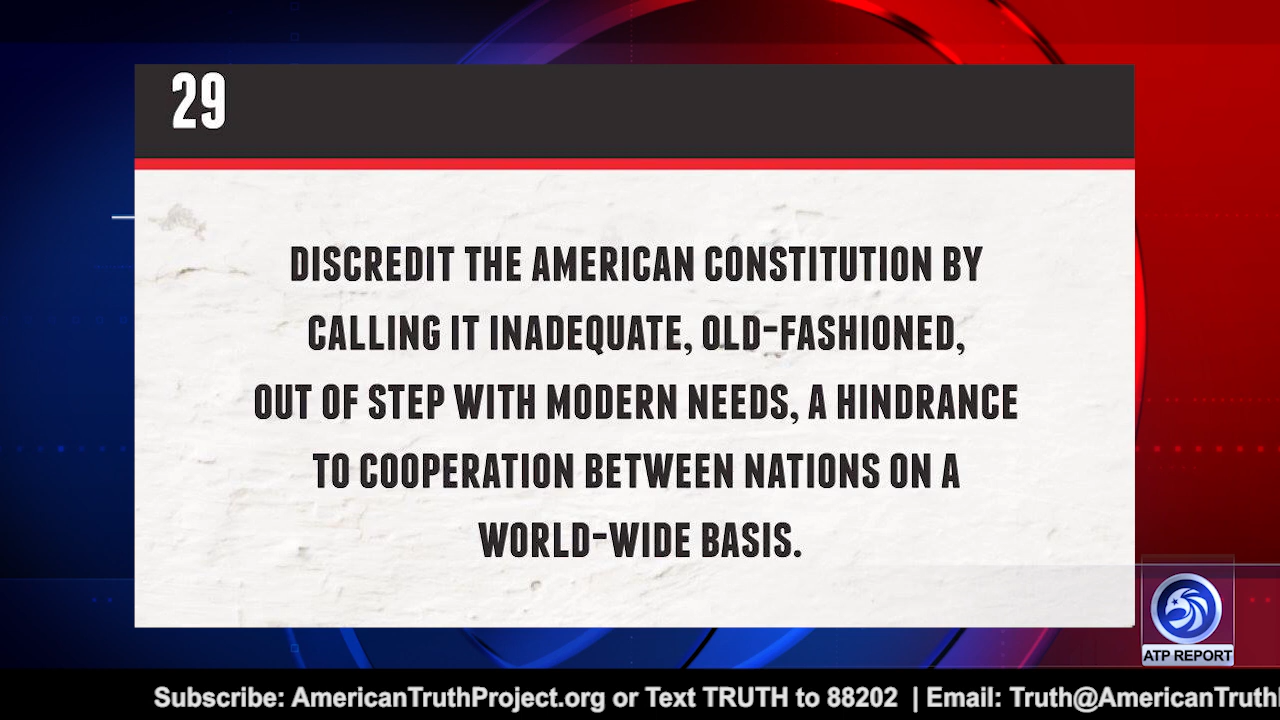 29
DISCREDIT THE AMERICAN CONSTITUTION BY
CALLING IT INADEQUATE, OLD-FASHIONED,
OUT OF STEP WITH MODERN NEEDS, A HINDRANCE
TO COOPERATION BETWEEN NATIONS ON A
WORLD-WIDE BASIS.
ATP REPORT
Subscribe: AmericanTruthProject.org or Text TRUTH to 88202 | Email: Truth@AmericanTruth